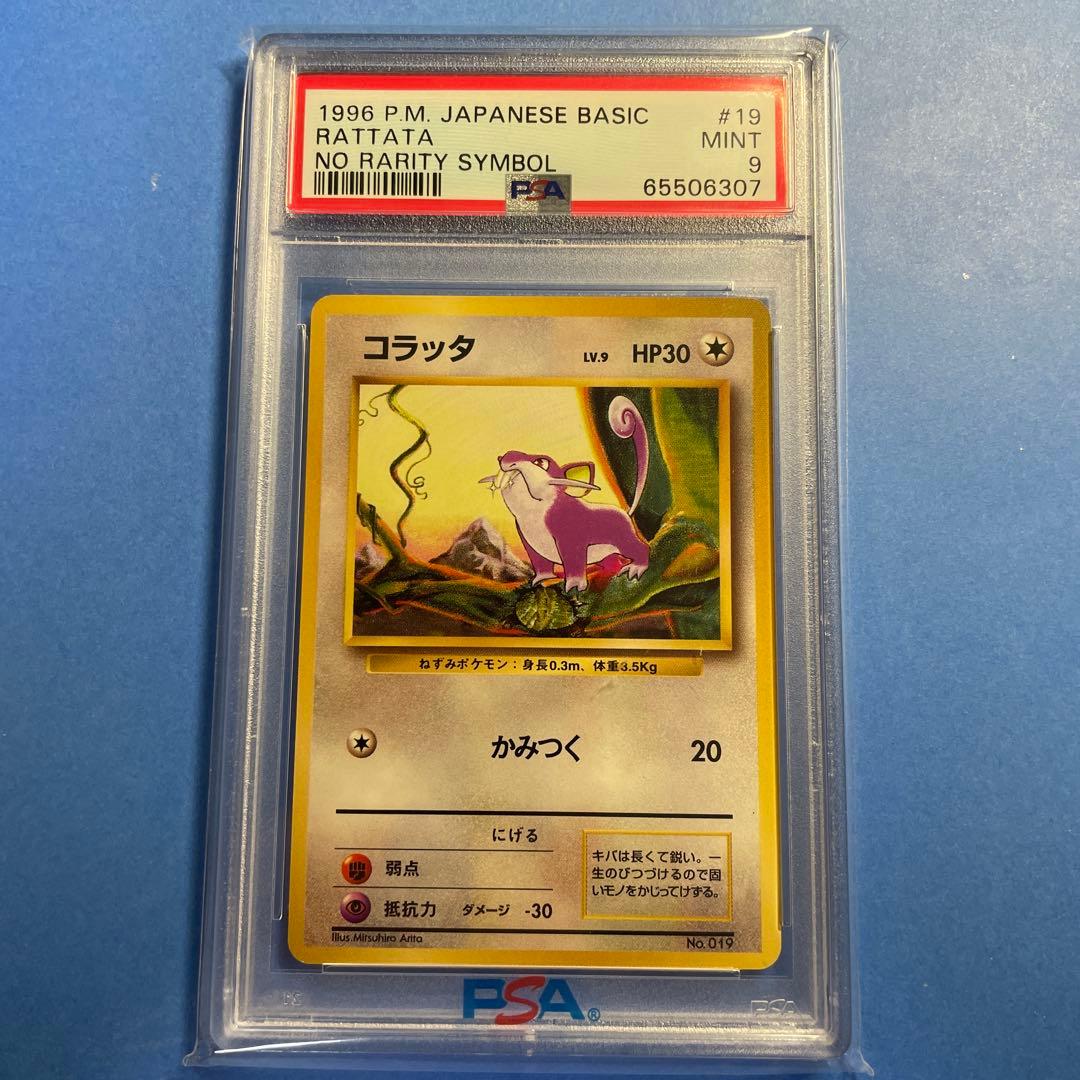 1996 P.M. JAPANESE BASIC #19
RATTATA MINT
NO RARITY SYMBOL 9
PSA 65506307
コラッタ LV.9 HP30
ねずみポケモン：身長0.3m、体重3.5Kg
かみつく 20
にげる
弱点
抵抗力 ダメージ -30
キバは長くて鋭い。一
生のびつづけるので固
いモノをかじってけずる。
Illus.Mitsuhiro Arita No.019
PSA®
PSA